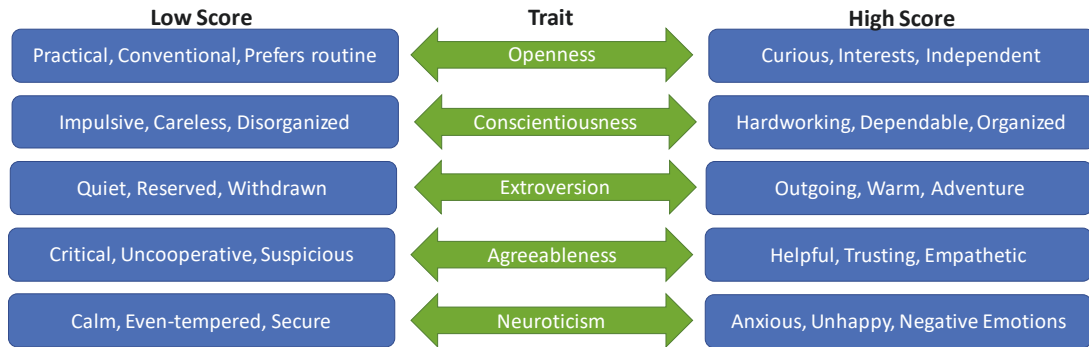 Low Score Trait High Score
Practical, Conventional, Prefers routine Openness Curious, Interests, Independent
Impulsive, Careless, Disorganized Conscientiousness Hardworking, Dependable, Organized
Quiet, Reserved, Withdrawn Extroversion Outgoing, Warm, Adventure
Critical, Uncooperative, Suspicious Agreeableness Helpful, Trusting, Empathetic
Calm, Even-tempered, Secure Neuroticism Anxious, Unhappy, Negative Emotions